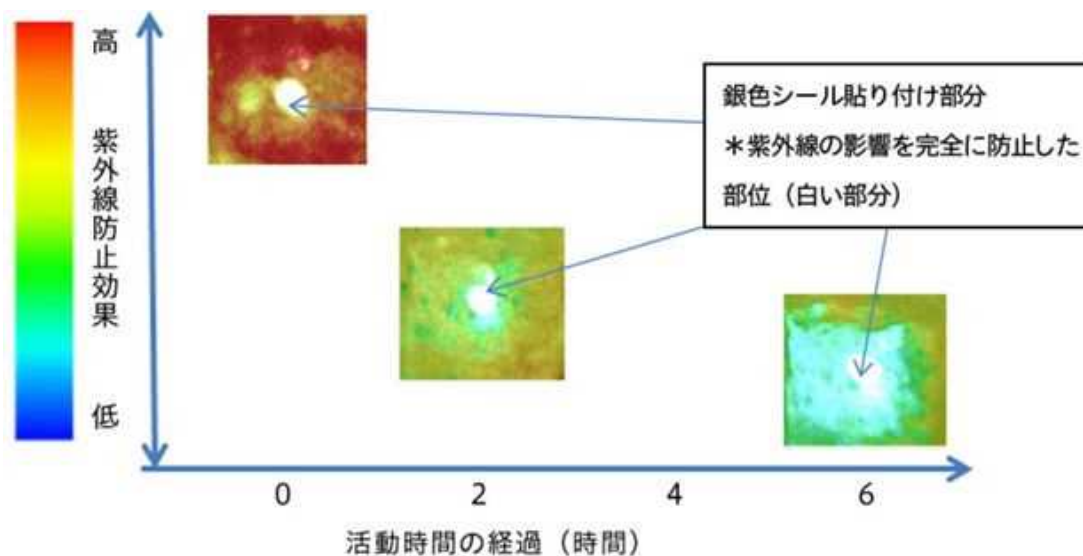 高
紫外線防止効果
低
銀色シール貼り付け部分
＊紫外線の影響を完全に防止した
部位（白い部分）
0 2 4 6
活動時間の経過（時間）